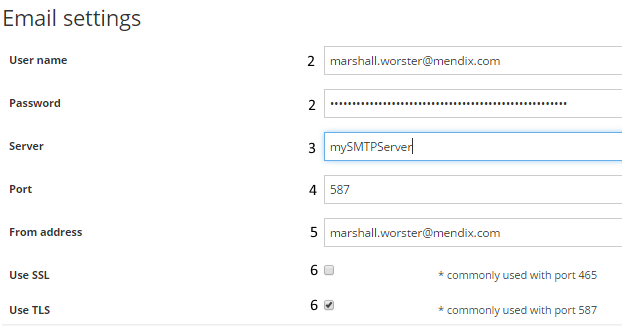 Email settings
User name 2 marshall.worster@mendix.com
Password 2 ••••••••••••••••••••••••••••••••••••••••••••••••••••
Server 3 mySMTPServer
Port 4 587
From address 5 marshall.worster@mendix.com
Use SSL 6 * commonly used with port 465
Use TLS 6 * commonly used with port 587